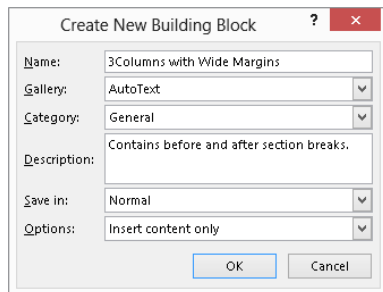 Create New Building Block ? ×
Name: 3Columns with Wide Margins
Gallery: AutoText
Category: General
Description: Contains before and after section breaks.
Save in: Normal
Options: Insert content only
OK Cancel